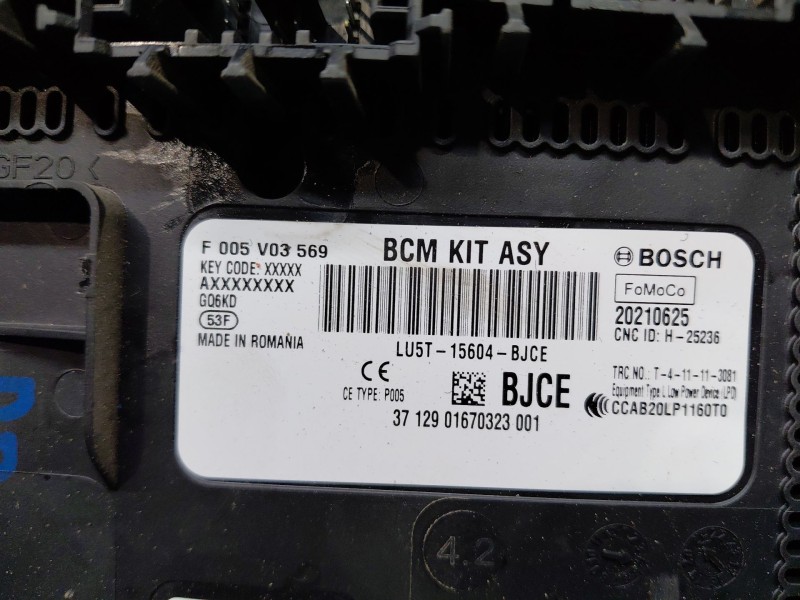 GF20<
F 005 V03 569
BCM KIT ASY
BOSCH
KEY CODE: XXXXX
AXXXXXXXX
GQ6KD
53F
MADE IN ROMANIA
FoMoCo
20210625
CNC ID: H-25236
LU5T-15604-BJCE
CE
CE TYPE: P005
BJCE
TRC NO.: T-4-11-11-3081
Equipment Type I, Low Power Device (LPD)
CCAB20LP1160T0
37 129 01670323 001
4.2